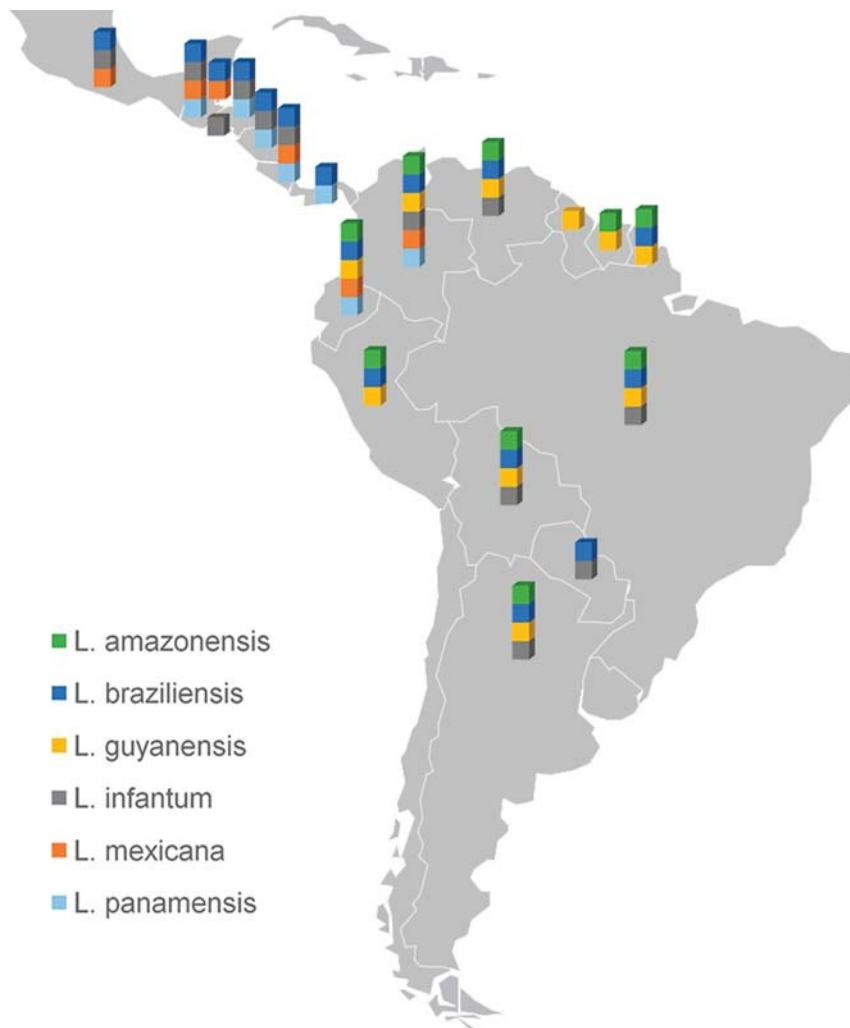 L. amazonensis
L. braziliensis
L. guyanensis
L. infantum
L. mexicana
L. panamensis